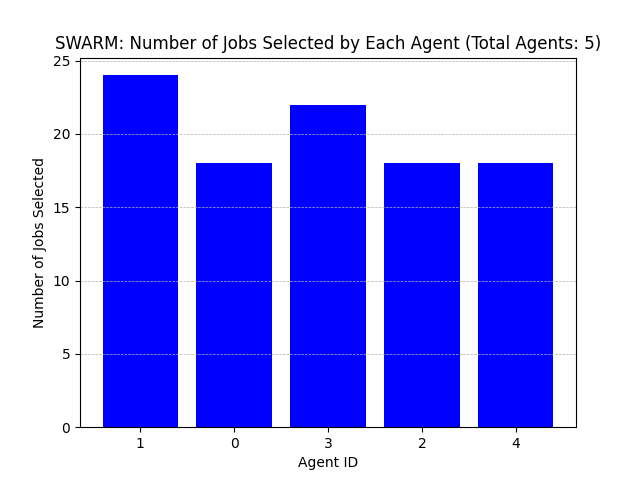 SWARM: Number of Jobs Selected by Each Agent (Total Agents: 5)
25
20
15
10
5
0
Number of Jobs Selected
1 0 3 2 4
Agent ID